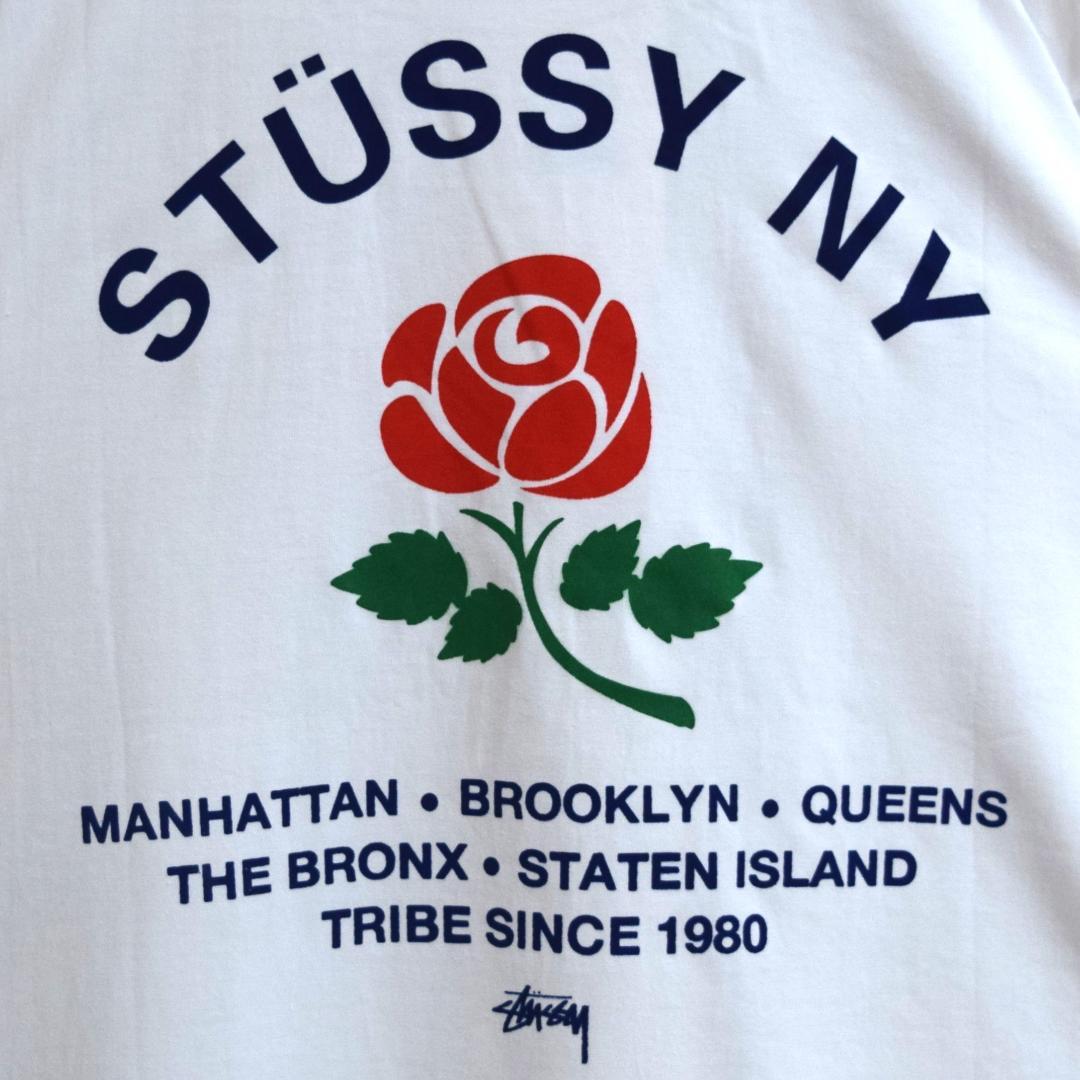 STÜSSY NY
MANHATTAN • BROOKLYN • QUEENS
THE BRONX • STATEN ISLAND
TRIBE SINCE 1980
Stüssy